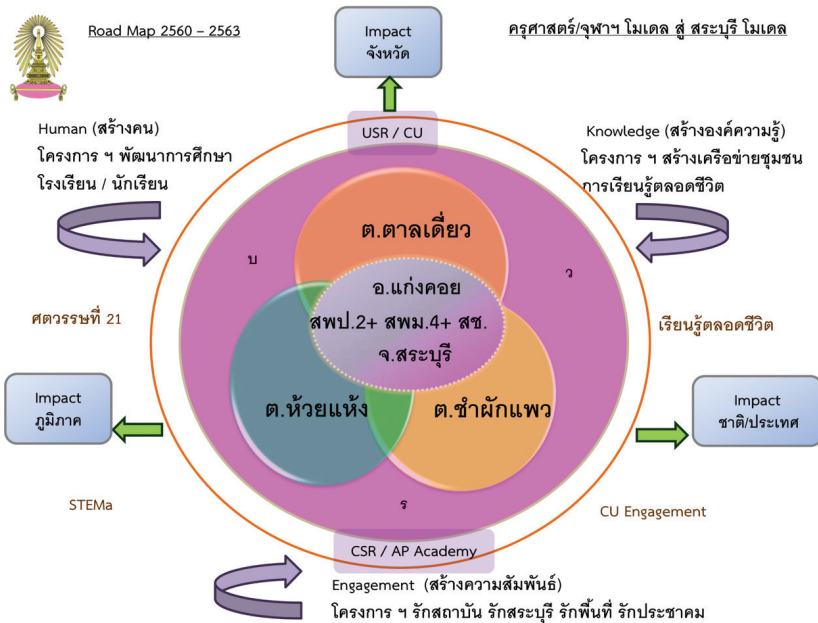 Road Map 2560 – 2563
ครุศาสตร์/จุฬาฯ โมเดล สู่ สระบุรี โมเดล
Impact
จังหวัด
USR / CU
Human (สร้างคน)
โครงการ ฯ พัฒนาการศึกษา
โรงเรียน / นักเรียน
Knowledge (สร้างองค์ความรู้)
โครงการ ฯ สร้างเครือข่ายชุมชน
การเรียนรู้ตลอดชีวิต
ต.ตาลเดี่ยว
บ
ว
อ.แก่งคอย
สพป.2+ สพม.4+ สช.
จ.สระบุรี
ศตวรรษที่ 21
เรียนรู้ตลอดชีวิต
Impact
ภูมิภาค
ต.ห้วยแห้ง
ต.ชำผักแพว
Impact
ชาติ/ประเทศ
STEMa
ร
CU Engagement
CSR / AP Academy
Engagement (สร้างความสัมพันธ์)
โครงการ ฯ รักสถาบัน รักสระบุรี รักพื้นที่ รักประชาคม